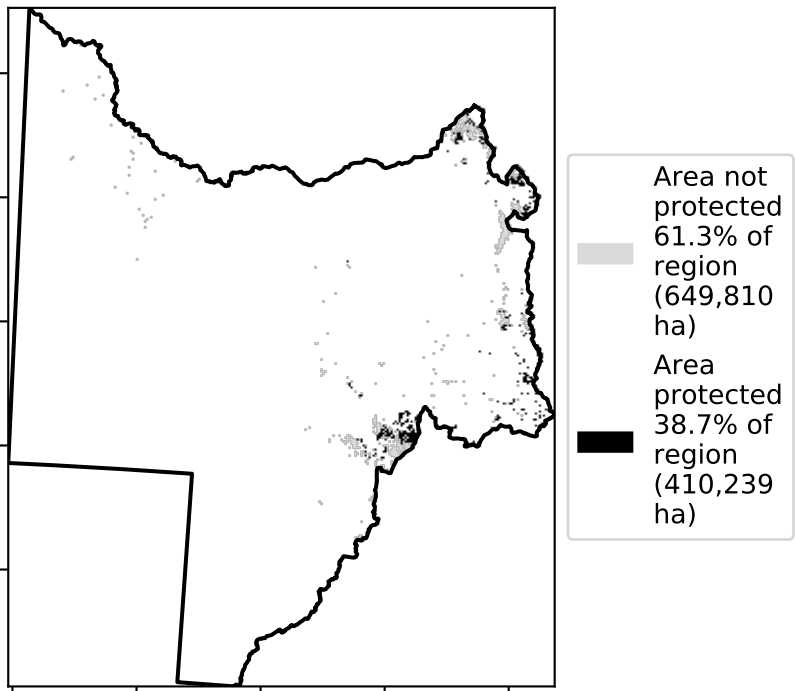 Area not
protected
61.3% of
region
(649,810
ha)
Area
protected
38.7% of
region
(410,239
ha)